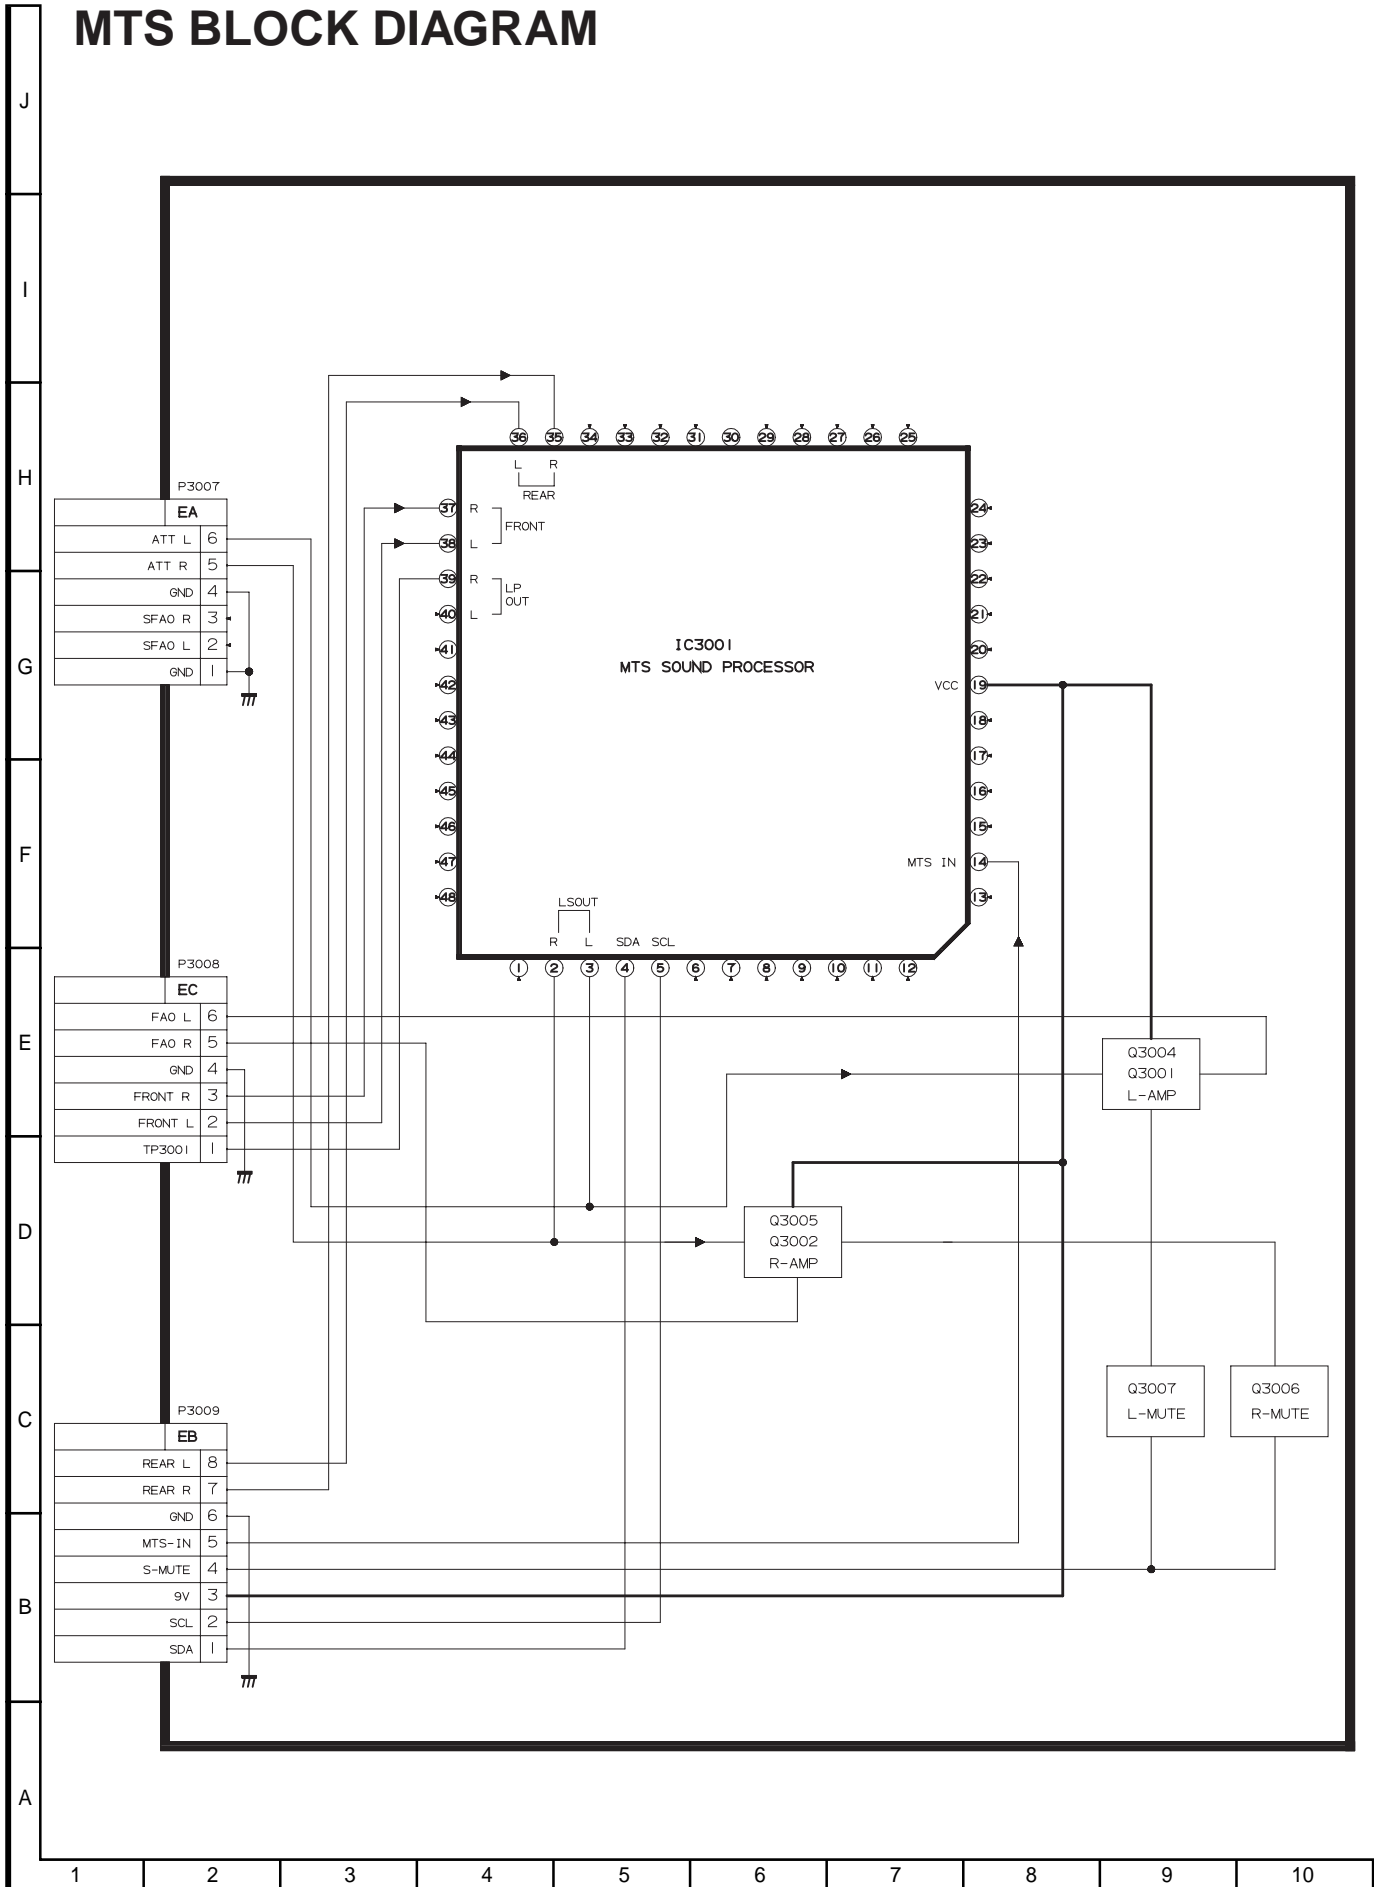 MTS BLOCK DIAGRAM
J
I
H
G
F
E
D
C
B
A
36 35 34 33 32 31 30 29 28 27 26 25
L R
REAR
37 R
38 L
FRONT
39 R
40 L
LP
OUT
41
42
43
44
45
46
47
48
IC3001
MTS SOUND PROCESSOR
24
23
22
21
20
VCC 19
18
17
16
15
MTS IN 14
13
LSOUT
R L SDA SCL
1 2 3 4 5 6 7 8 9 10 11 12
P3007
EA
ATT L 6
ATT R 5
GND 4
SFAO R 3
SFAO L 2
GND 1
P3008
EC
FAO L 6
FAO R 5
GND 4
FRONT R 3
FRONT L 2
TP3001 1
Q3004
Q3001
L-AMP
Q3005
Q3002
R-AMP
Q3007
L-MUTE
Q3006
R-MUTE
P3009
EB
REAR L 8
REAR R 7
GND 6
MTS-IN 5
S-MUTE 4
9V 3
SCL 2
SDA 1
1 2 3 4 5 6 7 8 9 10